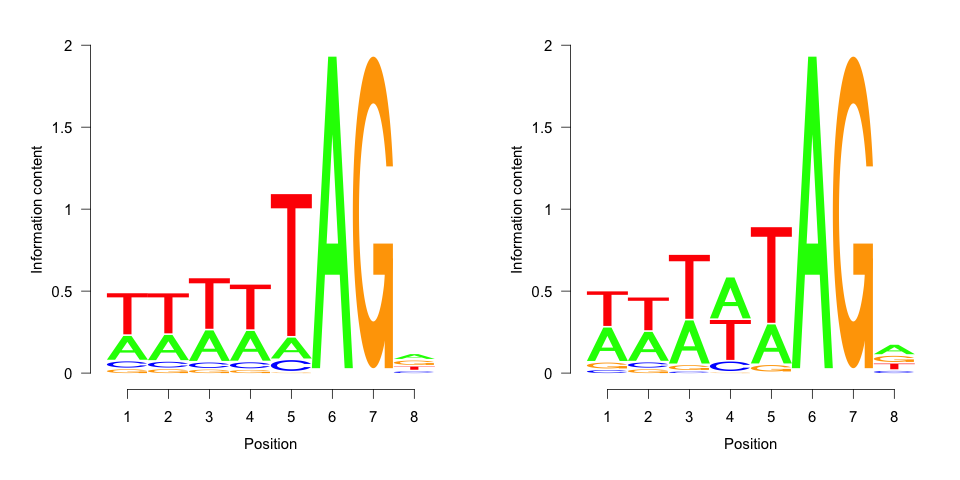 2
1.5
1
0.5
0
Information content
T T T T T A G A
A A A A A G
C C C C C T
G G G G C
1 2 3 4 5 6 7 8
Position
2
1.5
1
0.5
0
Information content
T T T A T A G A
A A A T A G
G C G C G T
C G C C
1 2 3 4 5 6 7 8
Position